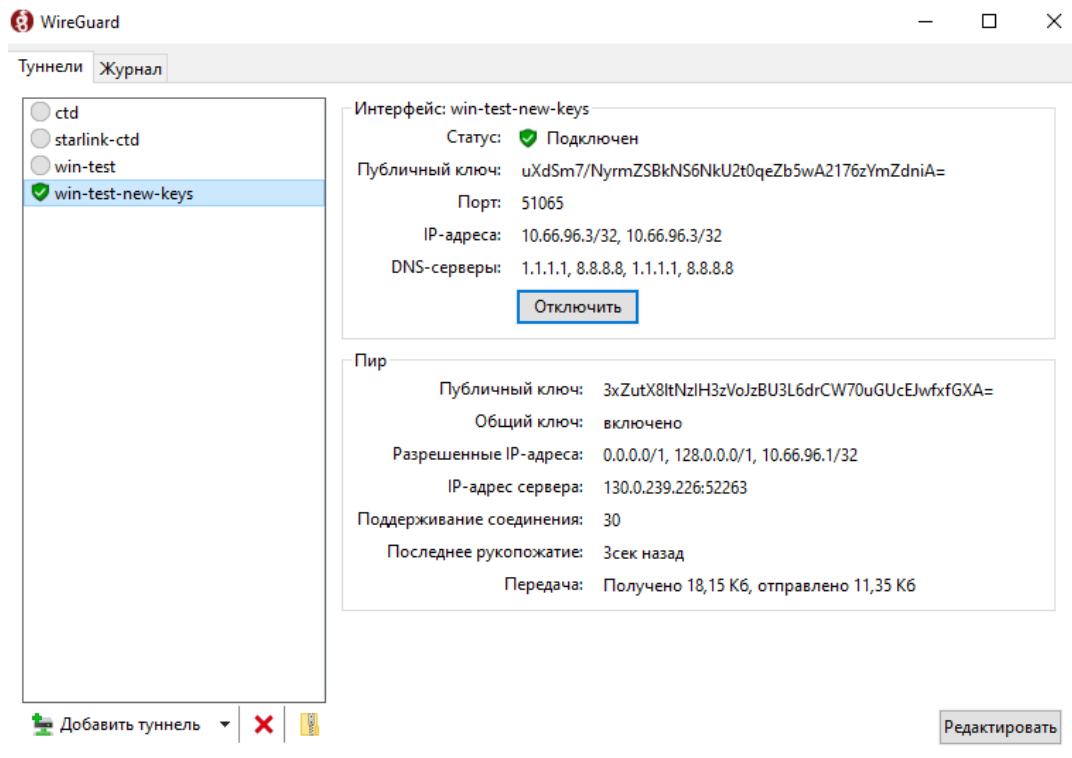 WireGuard
Туннели Журнал
ctd
starlink-ctd
win-test
win-test-new-keys
Интерфейс: win-test-new-keys
Статус: Подключен
Публичный ключ: uXdSm7/NyrmZSBkNS6NkU2t0qeZb5wA2176zYmZdniA=
Порт: 51065
IP-адреса: 10.66.96.3/32, 10.66.96.3/32
DNS-серверы: 1.1.1.1, 8.8.8.8, 1.1.1.1, 8.8.8.8
Отключить
Пир
Публичный ключ: 3xZutX8ltNzlH3zVoJzBU3L6drCW70uGUcEJwfxfGXA=
Общий ключ: включено
Разрешенные IP-адреса: 0.0.0.0/1, 128.0.0.0/1, 10.66.96.1/32
IP-адрес сервера: 130.0.239.226:52263
Поддерживание соединения: 30
Последнее рукопожатие: 3сек назад
Передача: Получено 18,15 Кб, отправлено 11,35 Кб
Добавить туннель
Редактировать